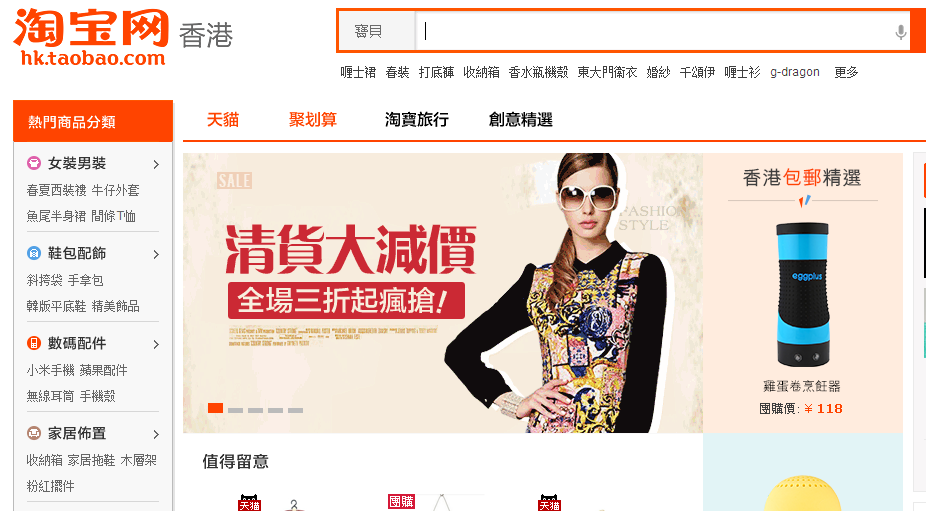 淘宝网 香港
hk.taobao.com
寶貝
喱士裙 春裝 打底褲 收納箱 香水瓶機殼 東大門衛衣 婚紗 千頌伊 喱士衫 g-dragon 更多
熱門商品分類
天貓 聚划算 淘寶旅行 創意精選
女裝男裝
春夏西裝褸 牛仔外套
魚尾半身裙 間條T恤
鞋包配飾
斜挎袋 手拿包
韓版平底鞋 精美飾品
數碼配件
小米手機 蘋果配件
無線耳筒 手機殼
家居佈置
收納箱 家居拖鞋 木層架
粉紅擺件
SALE
清貨大減價
全場三折起瘋搶!
FASHION
STYLE
香港包郵精選
eggplus
雞蛋卷烹飪器
團購價: ¥ 118
值得留意
天猫 團購 天猫